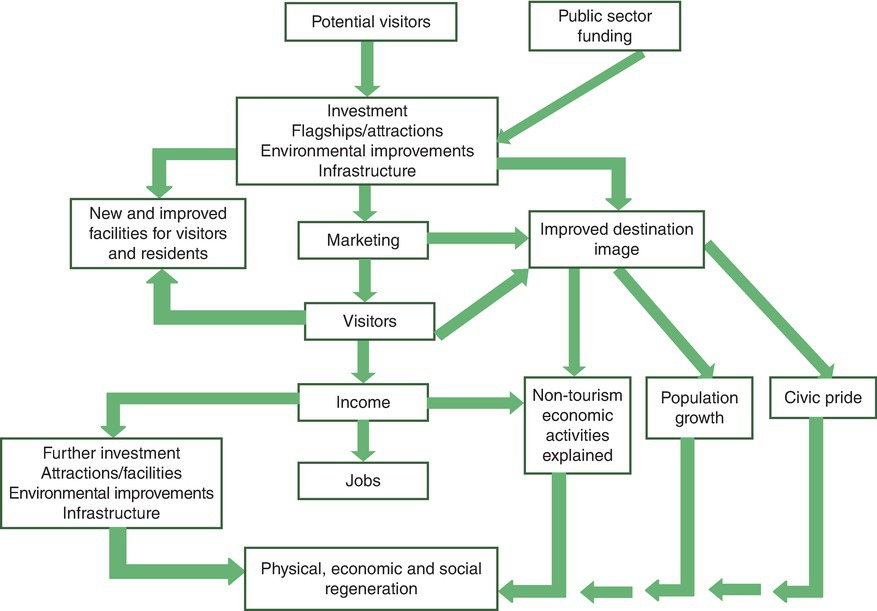 Potential visitors
Public sector
funding
Investment
Flagships/attractions
Environmental improvements
Infrastructure
New and improved
facilities for visitors
and residents
Marketing
Improved destination
image
Visitors
Income
Non-tourism
economic
activities
explained
Population
growth
Civic pride
Further investment
Attractions/facilities
Environmental improvements
Infrastructure
Jobs
Physical, economic and social
regeneration